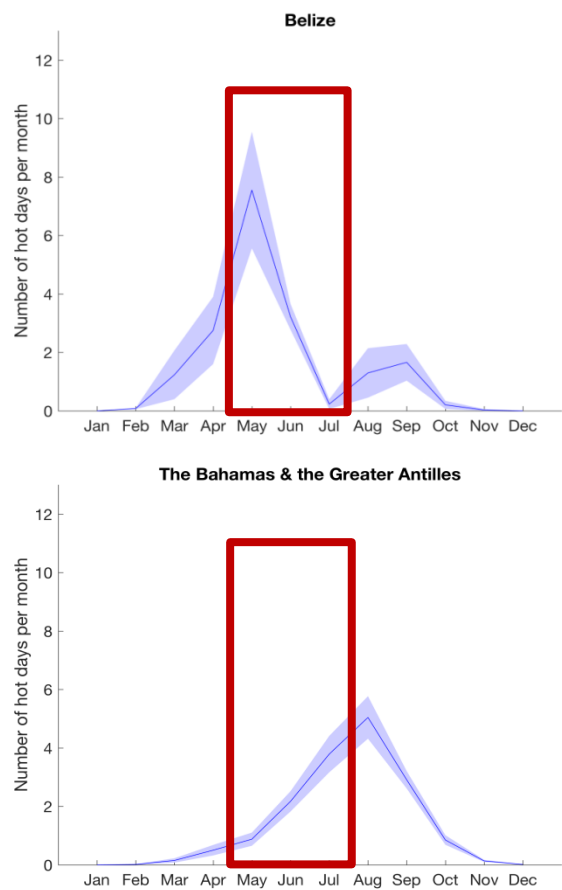 Belize
Number of hot days per month
12
10
8
6
4
2
0
Jan Feb Mar Apr May Jun Jul Aug Sep Oct Nov Dec
The Bahamas & the Greater Antilles
Number of hot days per month
12
10
8
6
4
2
0
Jan Feb Mar Apr May Jun Jul Aug Sep Oct Nov Dec